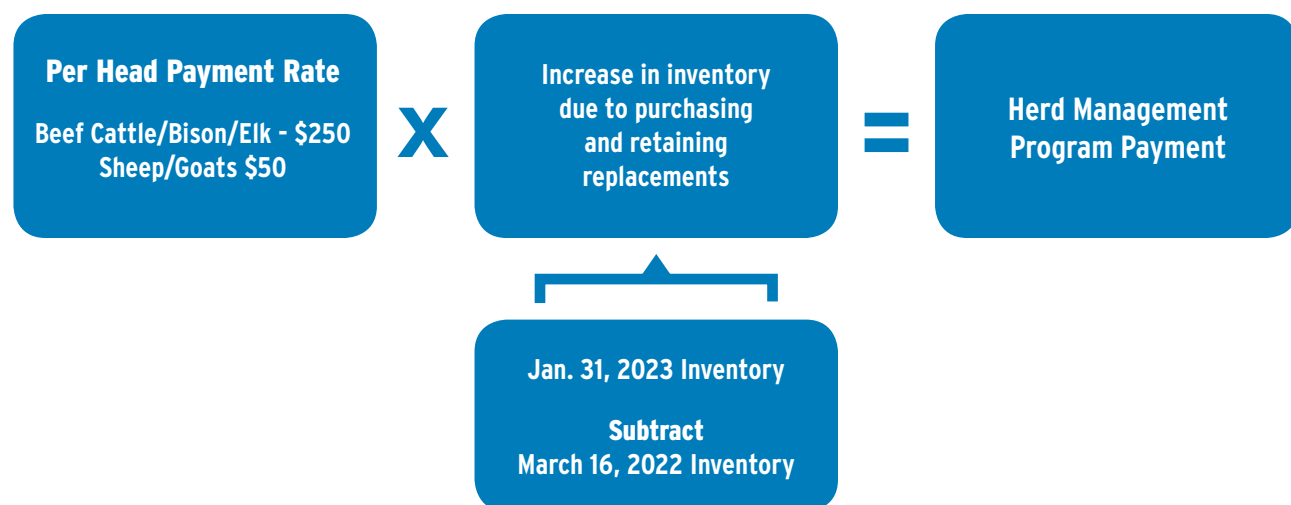 Per Head Payment Rate
Beef Cattle/Bison/Elk - $250
Sheep/Goats $50
X
Increase in inventory
due to purchasing
and retaining
replacements
=
Herd Management
Program Payment
Jan. 31, 2023 Inventory
Subtract
March 16, 2022 Inventory